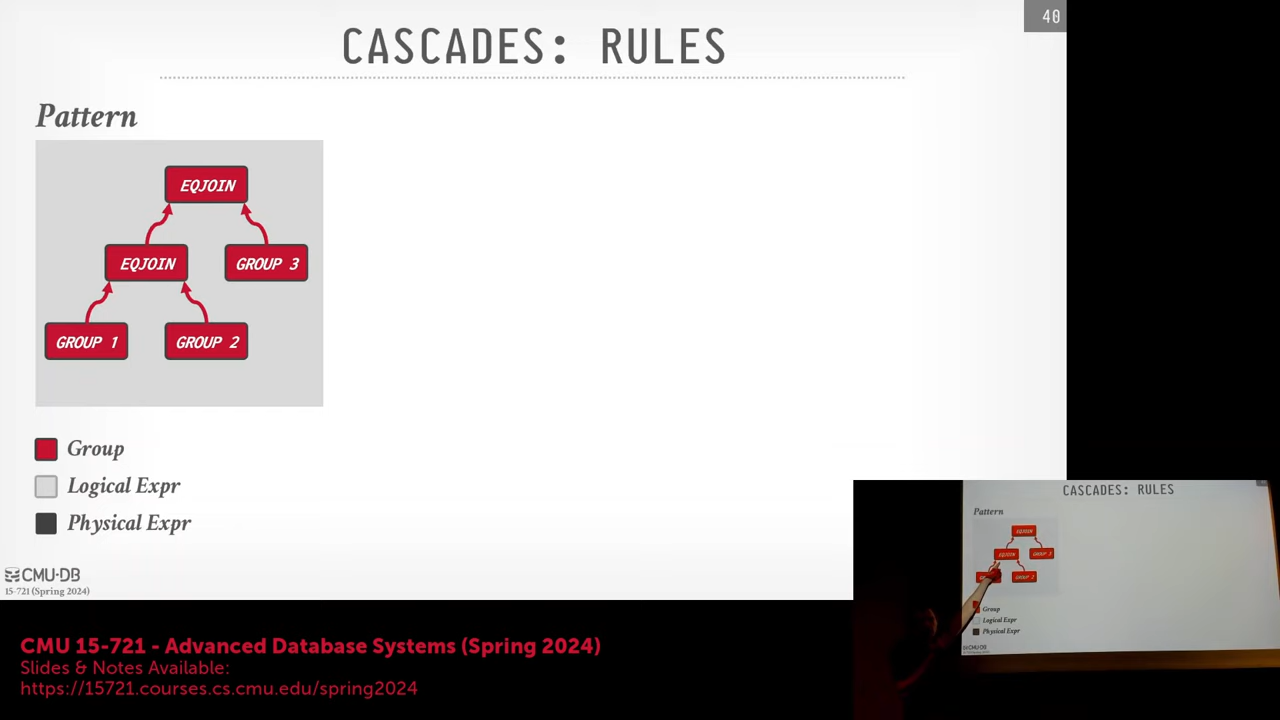 40
CASCADES: RULES
Pattern
EQJOIN
EQJOIN
GROUP 3
GROUP 1
GROUP 2
Group
Logical Expr
Physical Expr
CMU·DB
15-721 (Spring 2024)
CASCADES: RULES
Pattern
EQJOIN
EQJOIN
GROUP 3
GROUP 2
Group
Logical Expr
Physical Expr
CMU·DB
CMU 15-721 - Advanced Database Systems (Spring 2024)
Slides & Notes Available:
https://15721.courses.cs.cmu.edu/spring2024